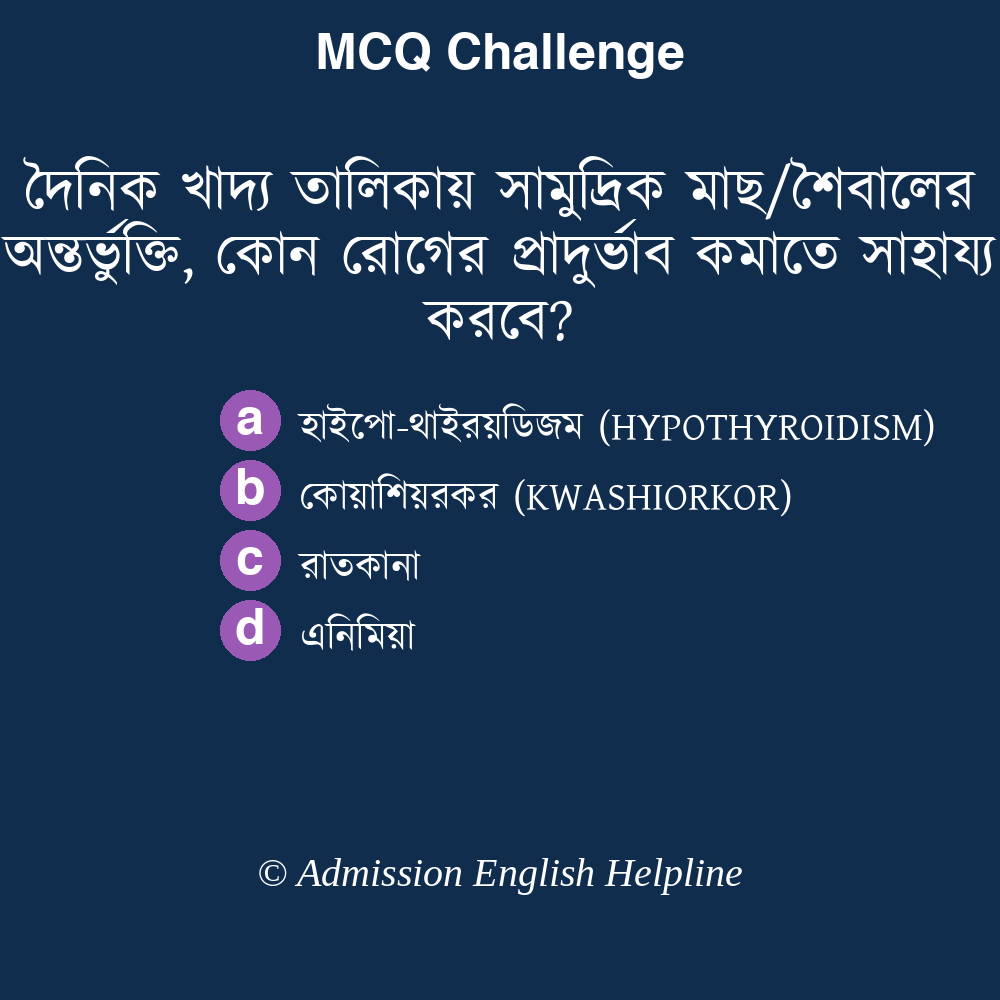 MCQ Challenge
দৈনিক খাদ্য তালিকায় সামুদ্রিক মাছ/শৈবালের
অন্তর্ভুক্তি, কোন রোগের প্রাদুর্ভাব কমাতে সাহায্য
করবে?
a হাইপো-থাইরয়ডিজম (HYPOTHYROIDISM)
b কোয়াশিয়রকর (KWASHIORKOR)
c রাতকানা
d এনিমিয়া
© Admission English Helpline